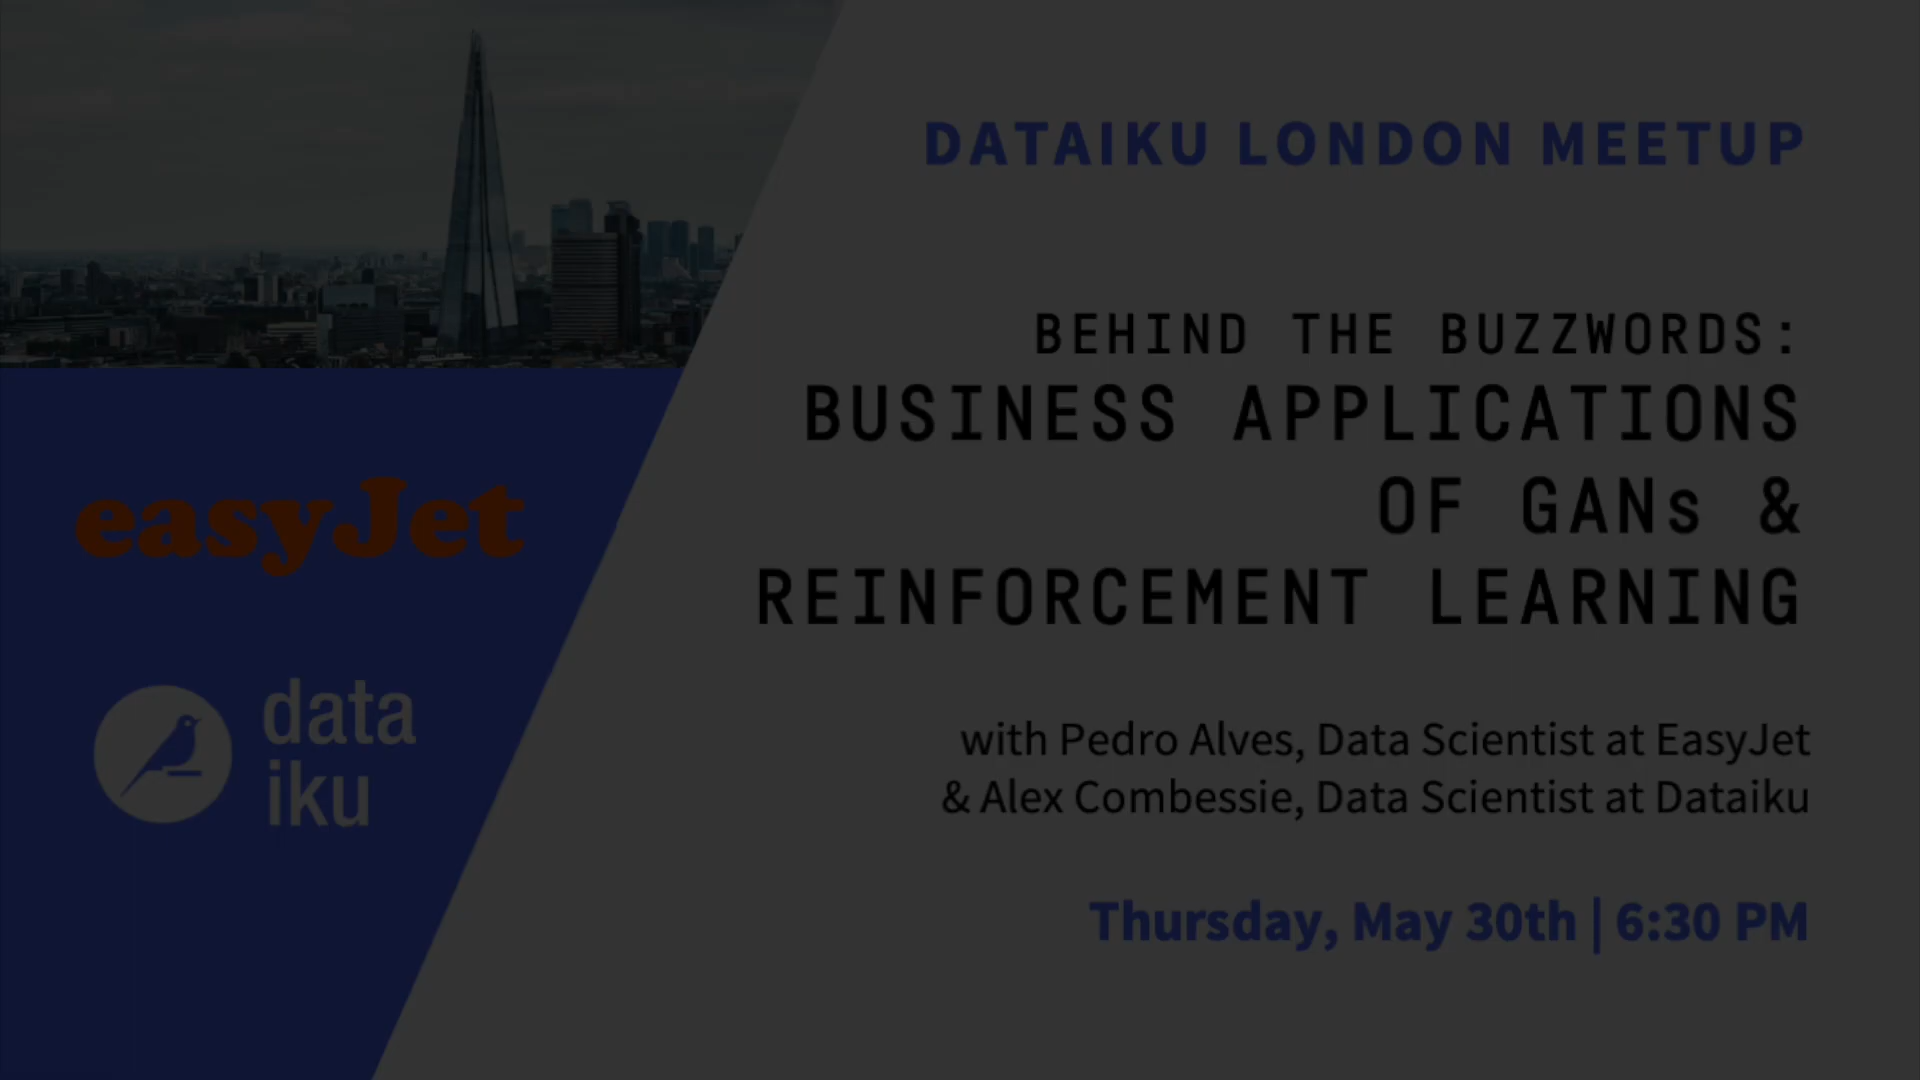 DATAIKU LONDON MEETUP
BEHIND THE BUZZWORDS:
BUSINESS APPLICATIONS
OF GANs &
REINFORCEMENT LEARNING
easyJet
data
iku
with Pedro Alves, Data Scientist at EasyJet
& Alex Combessie, Data Scientist at Dataiku
Thursday, May 30th | 6:30 PM